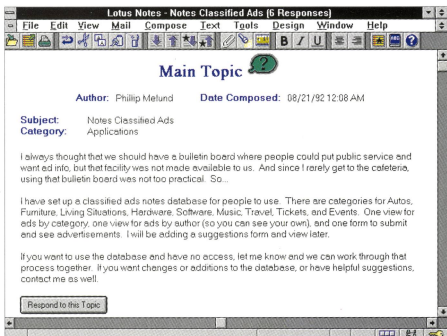 Lotus Notes - Notes Classified Ads (6 Responses)
File Edit View Mail Compose Text Tools Design Window Help
B I U
Main Topic ?
Author: Phillip Melund Date Composed: 08/21/92 12:08 AM
Subject: Notes Classified Ads
Category: Applications
I always thought that we should have a bulletin board where people could put public service and
want ad info, but that facility was not made available to us. And since I rarely get to the cafeteria,
using that bulletin board was not too practical. So...
I have set up a classified ads notes database for people to use. There are categories for Autos,
Furniture, Living Situations, Hardware, Software, Music, Travel, Tickets, and Events. One view for
ads by category, one view for ads by author (so you can see your own), and one form to submit
and see advertisements. I will be adding a suggestions form and view later.
If you want to use the database and have no access, let me know and we can work through that
process together. If you want changes or additions to the database, or have helpful suggestions,
contact me as well.
Respond to this Topic